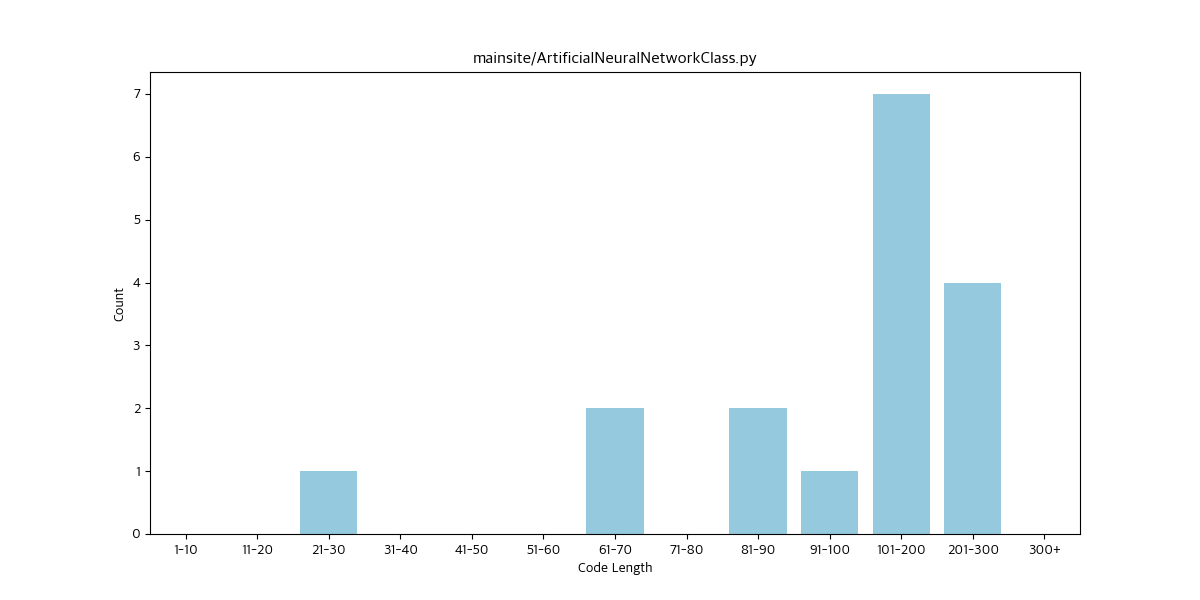 mainsite/ArtificialNeuralNetworkClass.py
7
6
5
4
3
2
1
0
Count
1-10 11-20 21-30 31-40 41-50 51-60 61-70 71-80 81-90 91-100 101-200 201-300 300+
Code Length